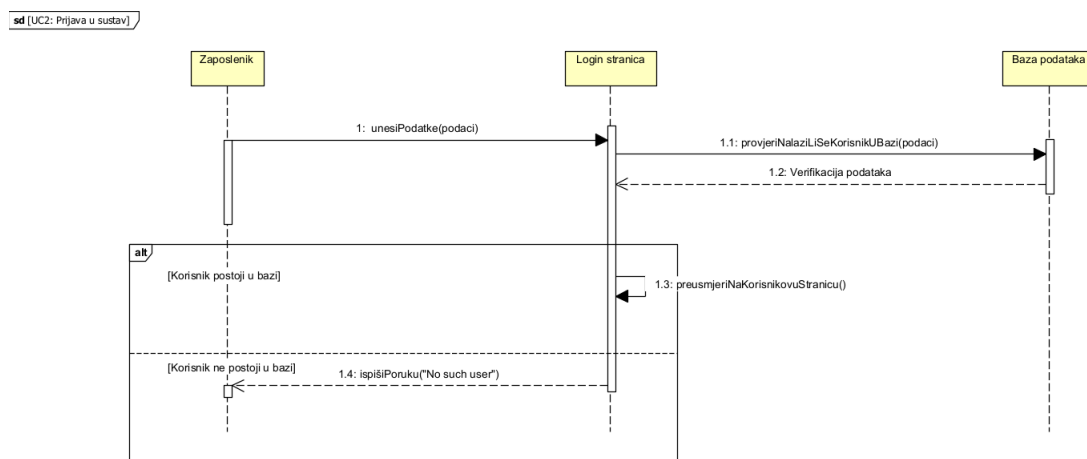 sd [UC2: Prijava u sustav]
Zaposlenik
Login stranica
Baza podataka
1: unesiPodatke(podaci)
1.1: provjeriNalaziLiSeKorisnikUBazi(podaci)
1.2: Verifikacija podataka
alt
[Korisnik postoji u bazi]
1.3: preusmjeriNaKorisnikovuStranicu()
[Korisnik ne postoji u bazi]
1.4: ispišiPoruku("No such user")